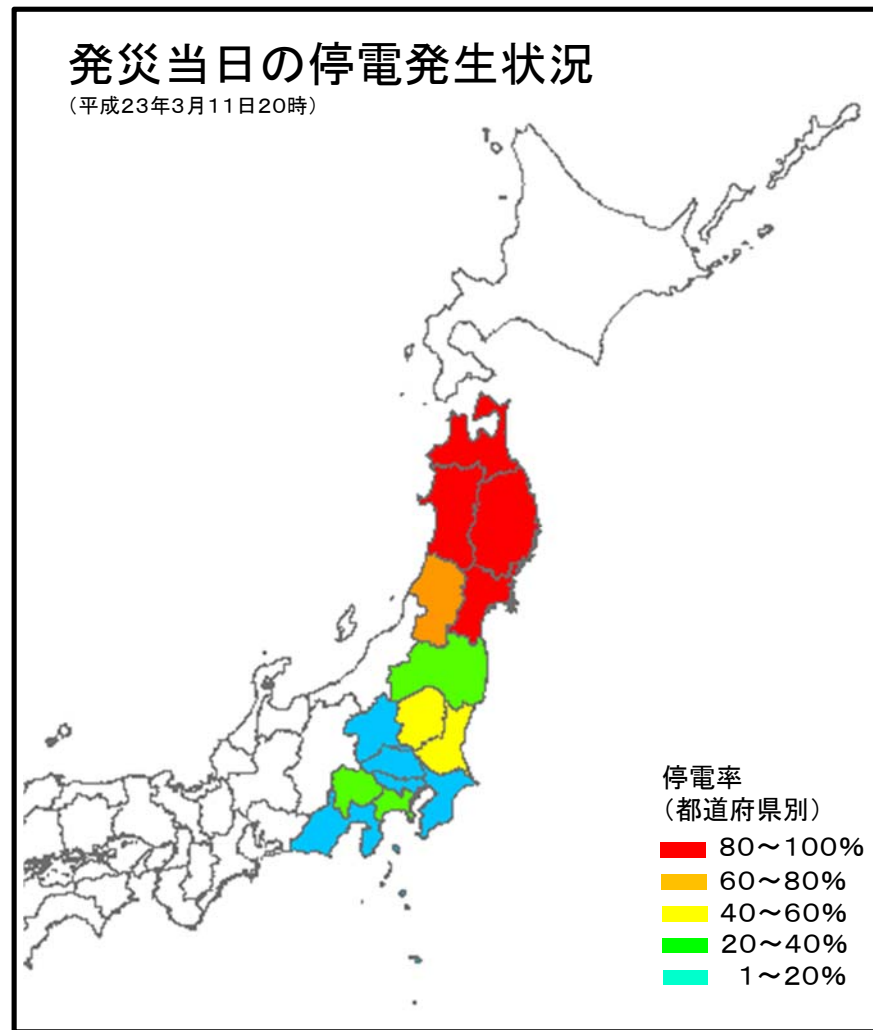 発災当日の停電発生状況
（平成23年3月11日20時）
停電率
（都道府県別）
80～100%
60～80%
40～60%
20～40%
1～20%